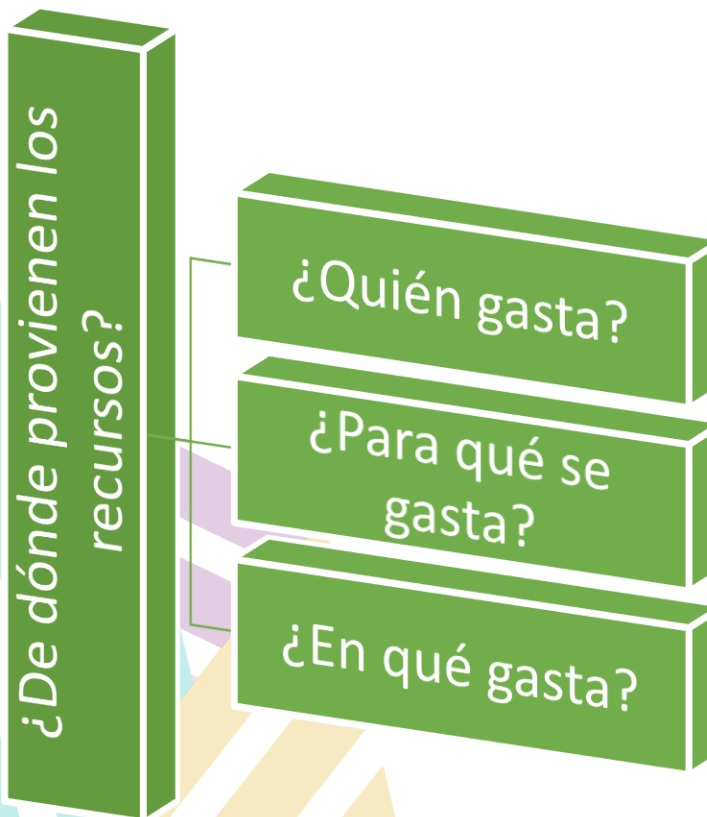 ¿De dónde provienen los
recursos?
¿Quién gasta?
¿Para qué se
gasta?
¿En qué gasta?